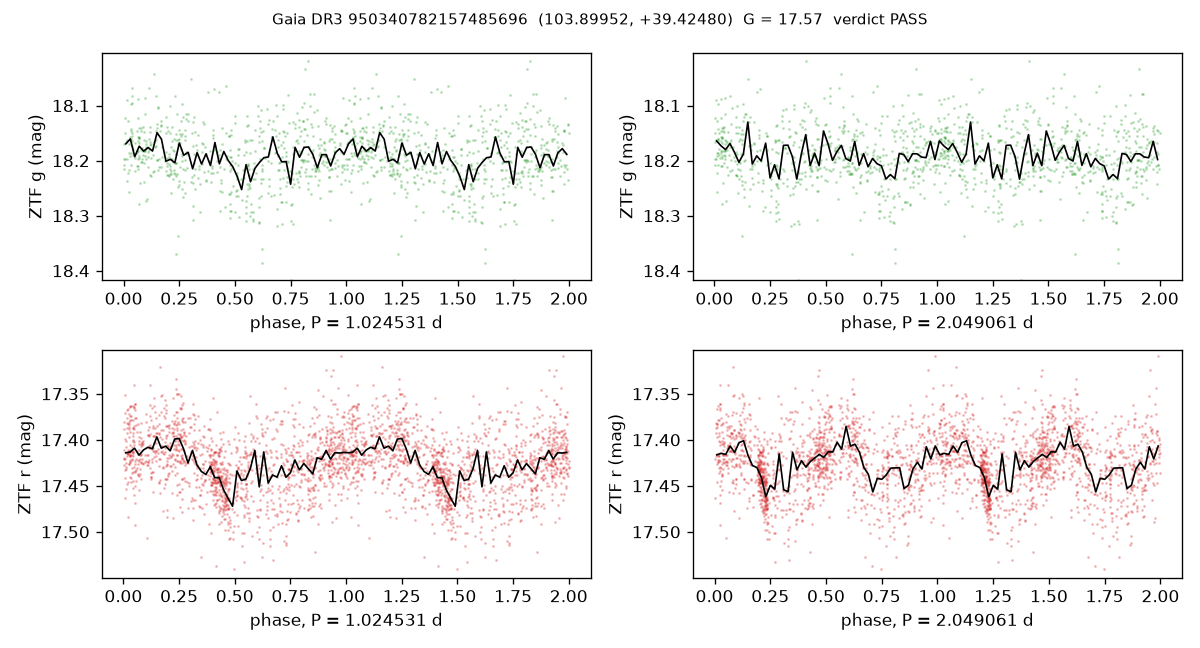 Gaia DR3 950340782157485696 (103.89952, +39.42480) G = 17.57 verdict PASS
ZTF g (mag)
18.1
18.2
18.3
18.4
0.00 0.25 0.50 0.75 1.00 1.25 1.50 1.75 2.00
phase, P = 1.024531 d
ZTF g (mag)
18.1
18.2
18.3
18.4
0.00 0.25 0.50 0.75 1.00 1.25 1.50 1.75 2.00
phase, P = 2.049061 d
ZTF r (mag)
17.35
17.40
17.45
17.50
0.00 0.25 0.50 0.75 1.00 1.25 1.50 1.75 2.00
phase, P = 1.024531 d
ZTF r (mag)
17.35
17.40
17.45
17.50
0.00 0.25 0.50 0.75 1.00 1.25 1.50 1.75 2.00
phase, P = 2.049061 d